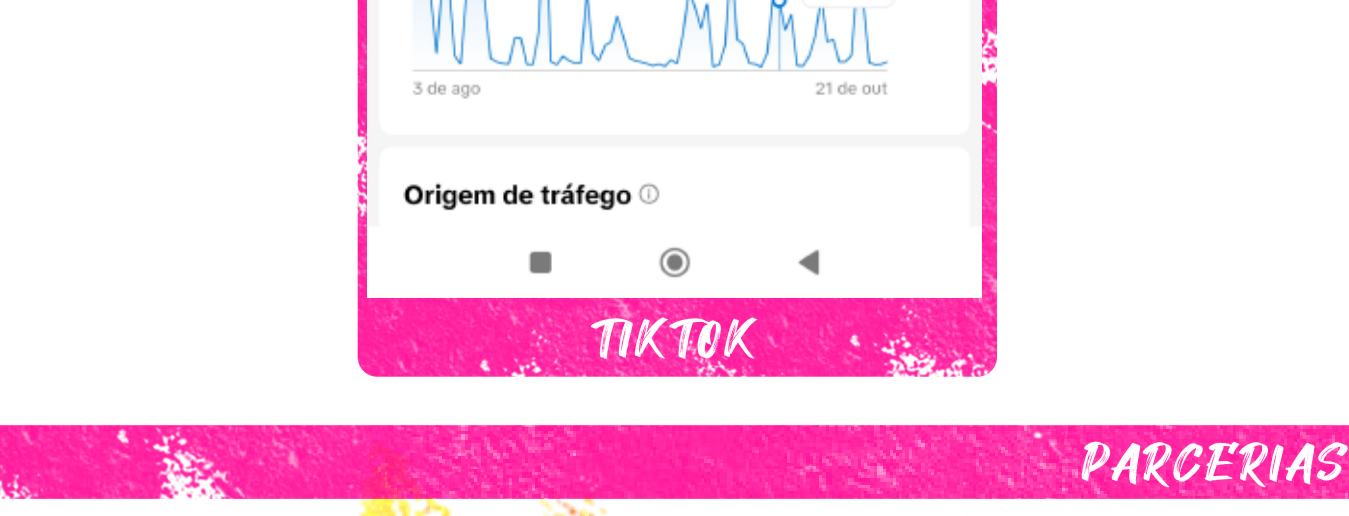 3 de ago
21 de out
Origem de tráfego
TIKTOK
PARCERIAS